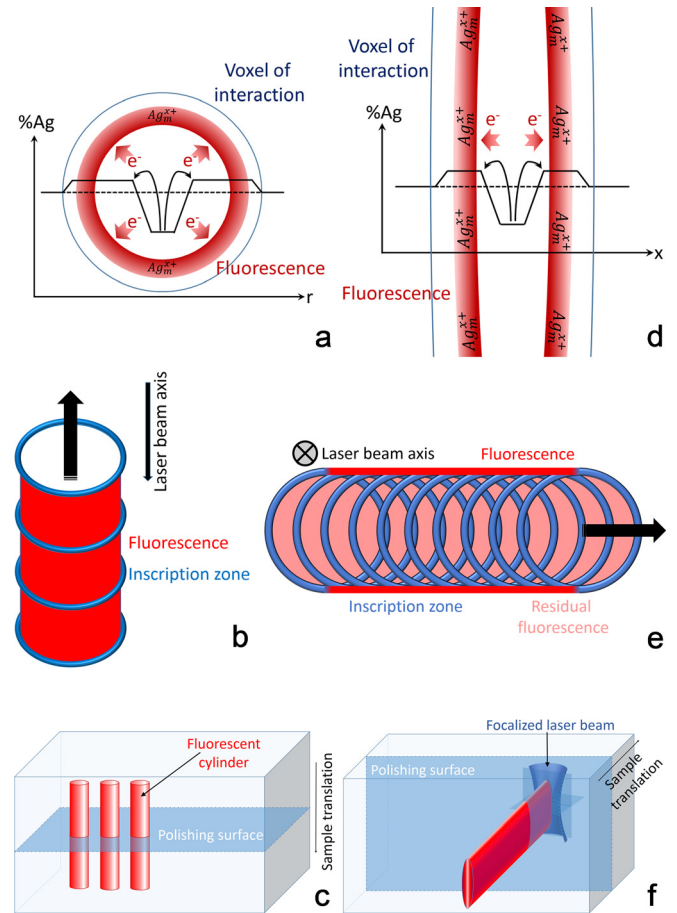 Voxel of
interaction
%Ag
Ag_m^{x+}
e-
e-
e-
e-
Ag_m^{x+}
Fluorescence
r
a
Voxel of
interaction
%Ag
Ag_m^{x+}
Ag_m^{x+}
e-
e-
Ag_m^{x+}
Ag_m^{x+}
Ag_m^{x+}
Ag_m^{x+}
x
Fluorescence
Ag_m^{x+}
Ag_m^{x+}
d
Laser beam axis
Fluorescence
Inscription zone
b
Laser beam axis
Fluorescence
Inscription zone
Residual
fluorescence
e
Fluorescent
cylinder
Polishing surface
Sample translation
c
Focalized laser beam
Polishing surface
Sample
translation
f